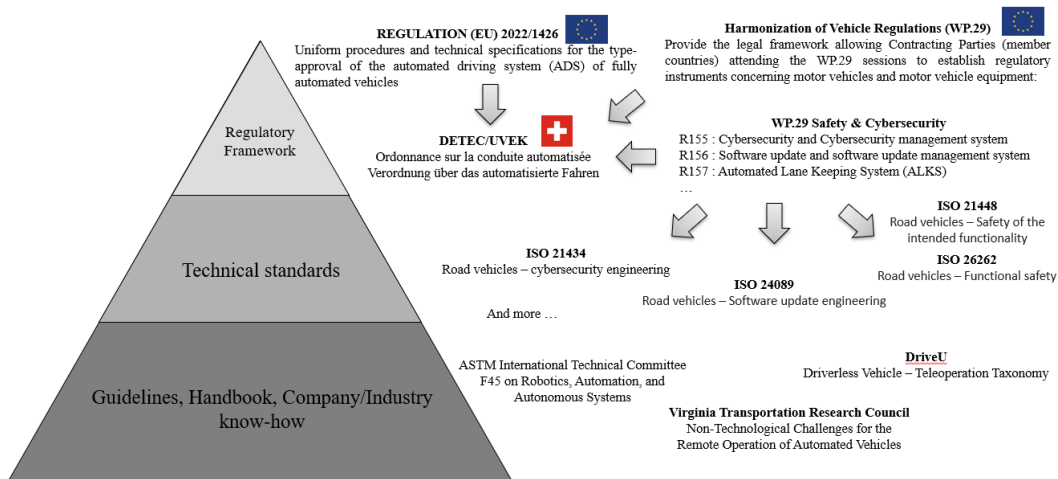 REGULATION (EU) 2022/1426
Uniform procedures and technical specifications for the type-
approval of the automated driving system (ADS) of fully
automated vehicles
Harmonization of Vehicle Regulations (WP.29)
Provide the legal framework allowing Contracting Parties (member
countries) attending the WP.29 sessions to establish regulatory
instruments concerning motor vehicles and motor vehicle equipment:
Regulatory
Framework
DETEC/UVEK
Ordonnance sur la conduite automatisée
Verordnung über das automatisierte Fahren
WP.29 Safety & Cybersecurity
R155 : Cybersecurity and Cybersecurity management system
R156 : Software update and software update management system
R157 : Automated Lane Keeping System (ALKS)
…
Technical standards
ISO 21434
Road vehicles – cybersecurity engineering
And more …
ISO 24089
Road vehicles – Software update engineering
ISO 21448
Road vehicles – Safety of the
intended functionality
ISO 26262
Road vehicles – Functional safety
Guidelines, Handbook, Company/Industry
know-how
ASTM International Technical Committee
F45 on Robotics, Automation, and
Autonomous Systems
Virginia Transportation Research Council
Non-Technological Challenges for the
Remote Operation of Automated Vehicles
DriveU
Driverless Vehicle – Teleoperation Taxonomy